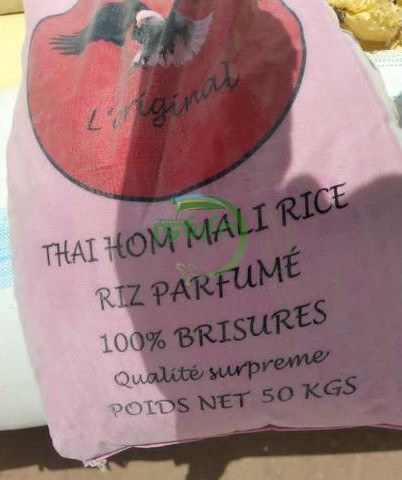 L'original
THAI HOM MALI RICE
RIZ PARFUMÉ
100% BRISURES
Qualité surpreme
POIDS NET 50 KGS